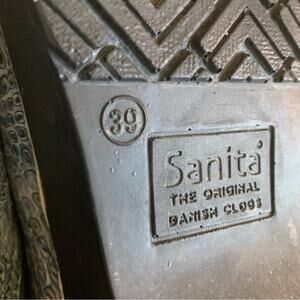 39
Sanita
THE ORIGINAL
DANISH CLOGS